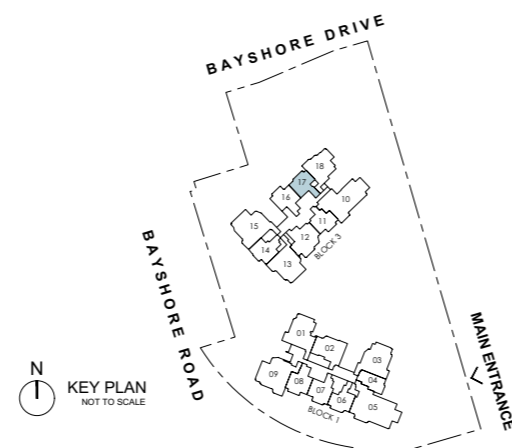 BAYSHORE DRIVE
18
17
16
10
15
11
12
14
13
BLOCK 3
BAYSHORE ROAD
01
02
03
09
08
07
04
06
05
BLOCK 1
MAIN ENTRANCE
N
KEY PLAN
NOT TO SCALE